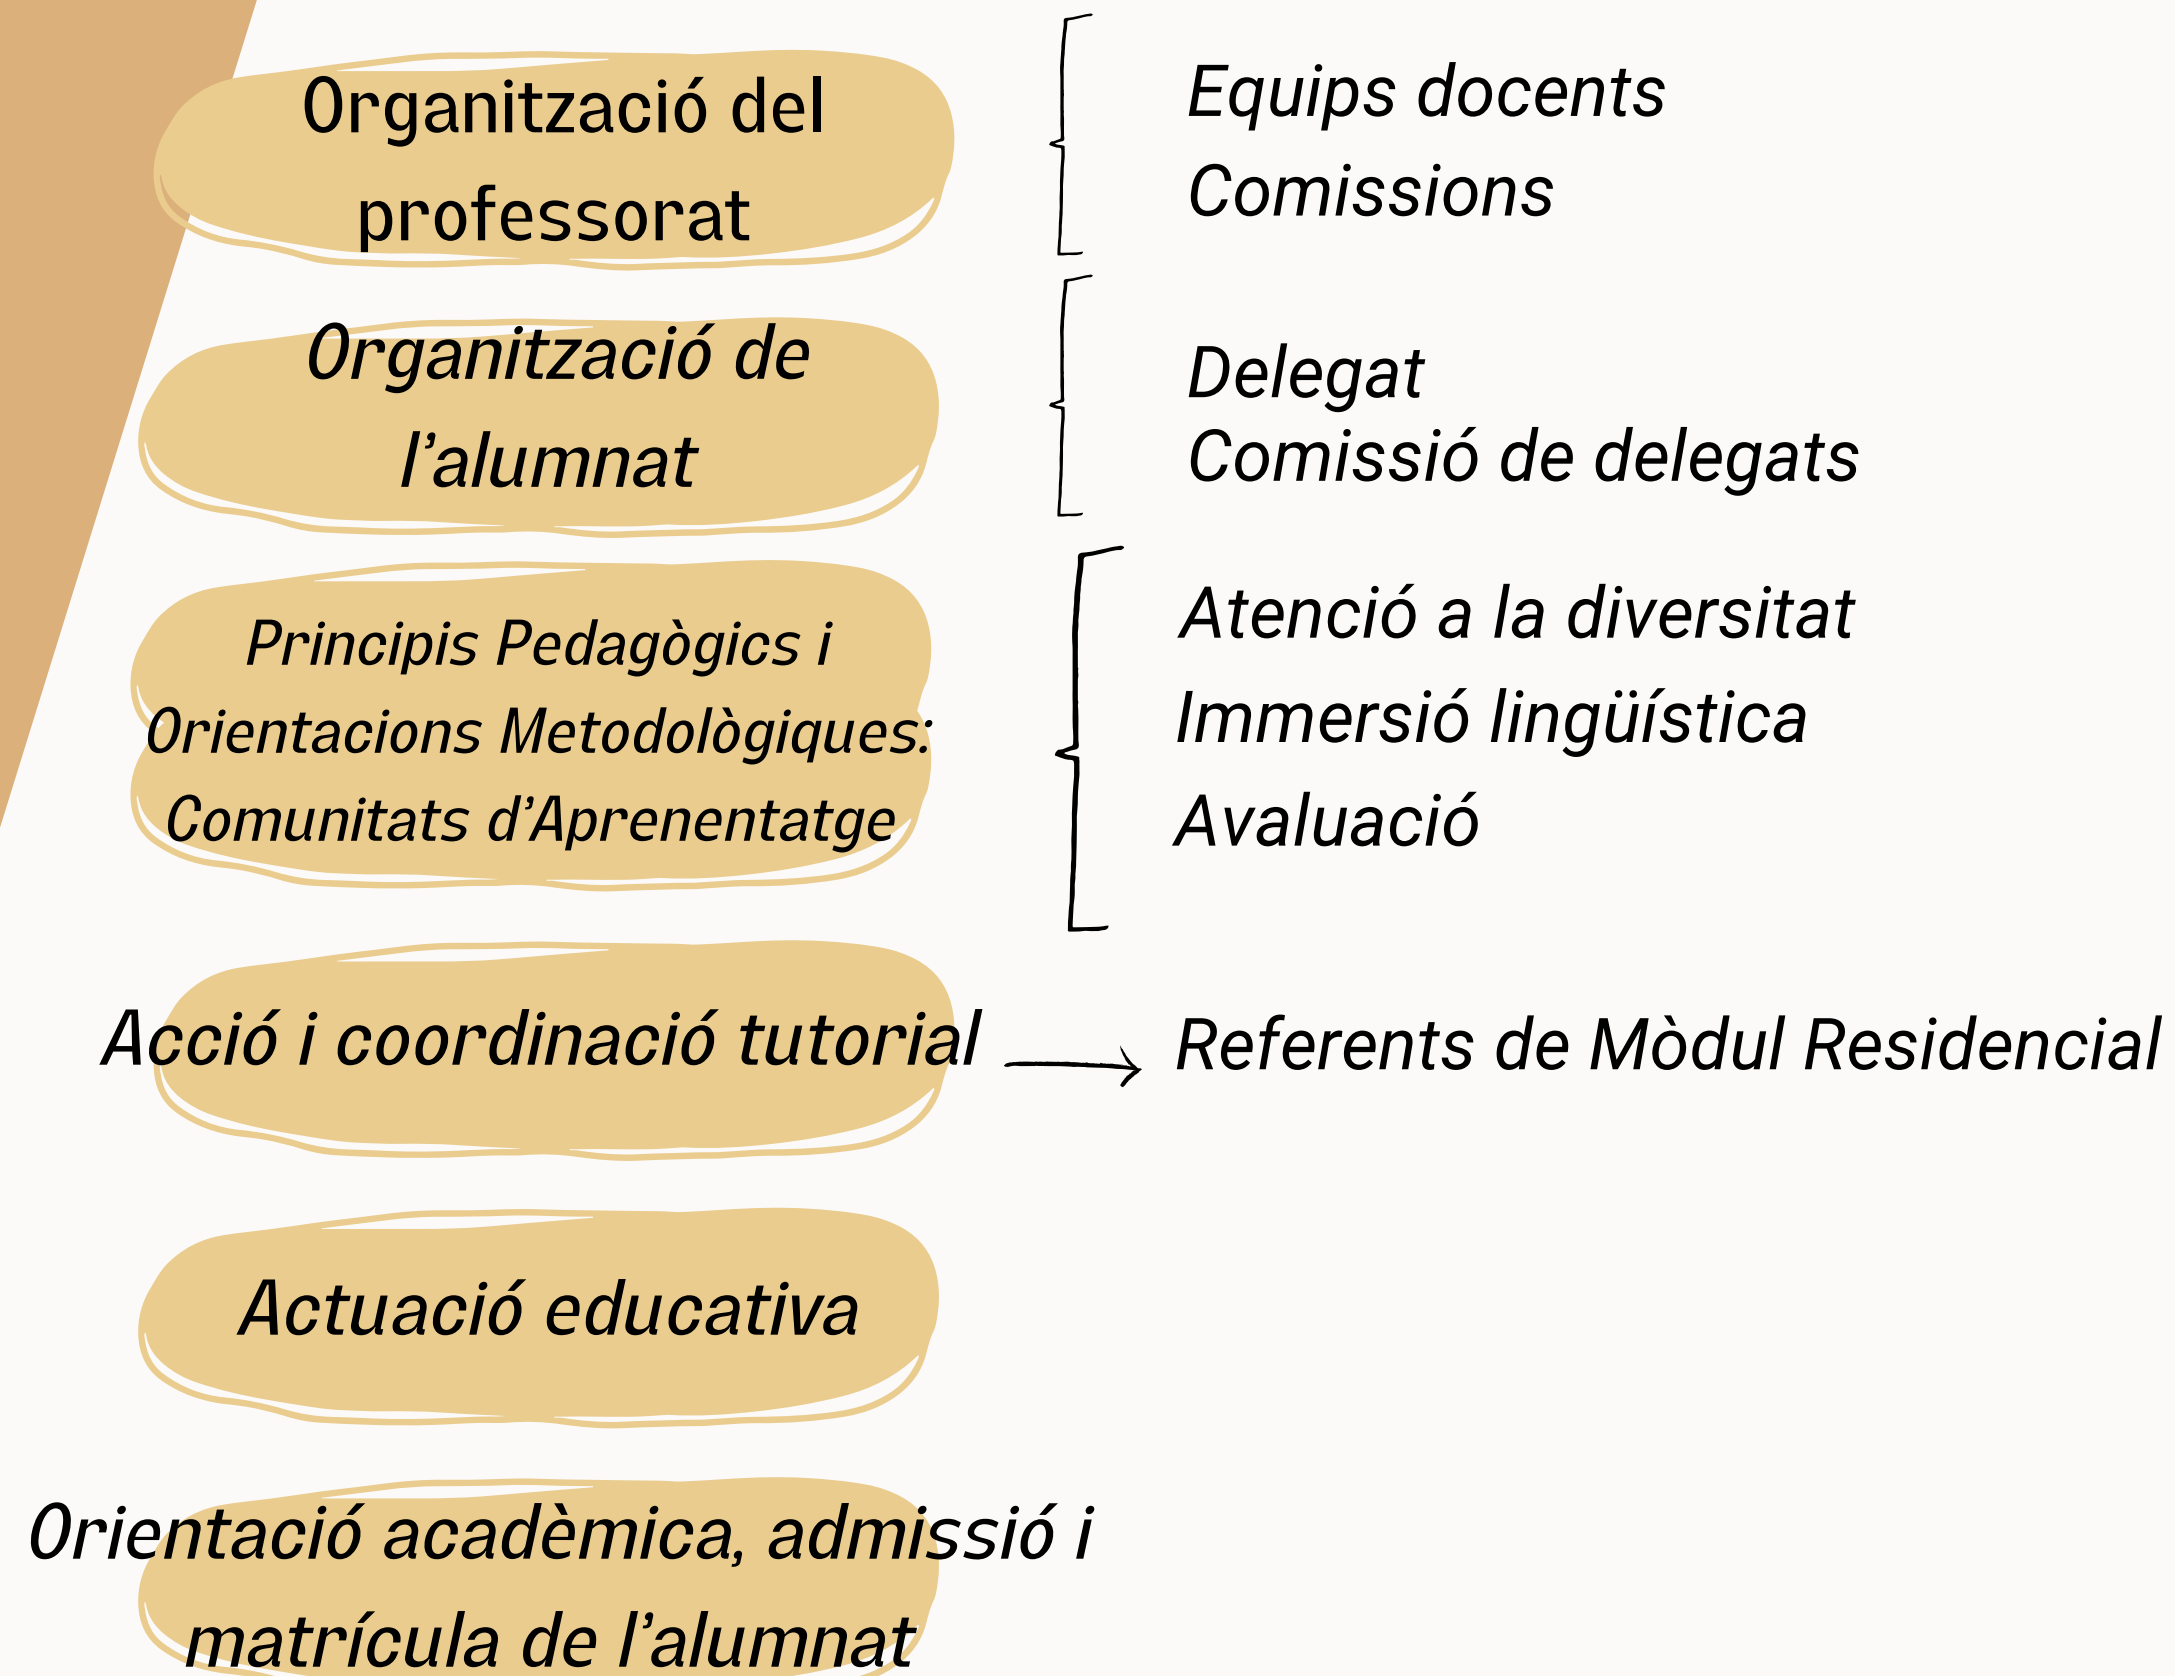 Organització del
professorat
Equips docents
Comissions
Organització de
l'alumnat
Delegat
Comissió de delegats
Principis Pedagògics i
Orientacions Metodològiques:
Comunitats d'Aprenentatge
Atenció a la diversitat
Immersió lingüística
Avaluació
Acció i coordinació tutorial
Referents de Mòdul Residencial
Actuació educativa
Orientació acadèmica, admissió i
matrícula de l'alumnat